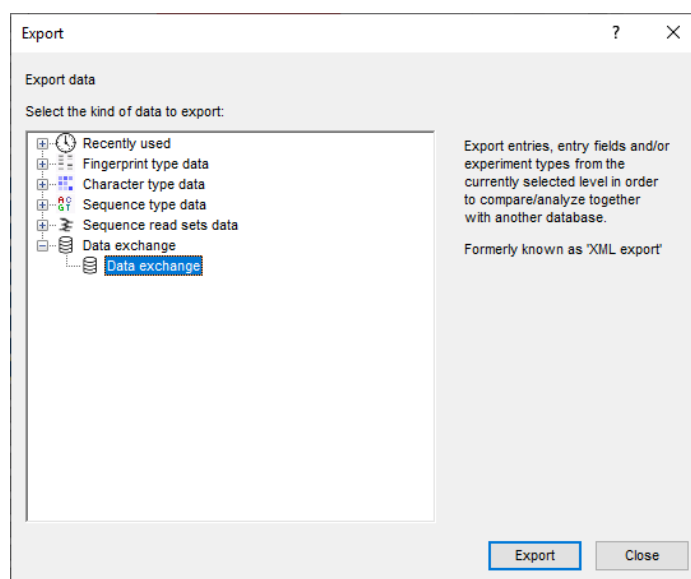 Export
?
Export data
Select the kind of data to export:
Recently used
Fingerprint type data
Character type data
Sequence type data
Sequence read sets data
Data exchange
Data exchange
Export entries, entry fields and/or
experiment types from the
currently selected level in order
to compare/analyze together
with another database.
Formerly known as 'XML export'
Export
Close